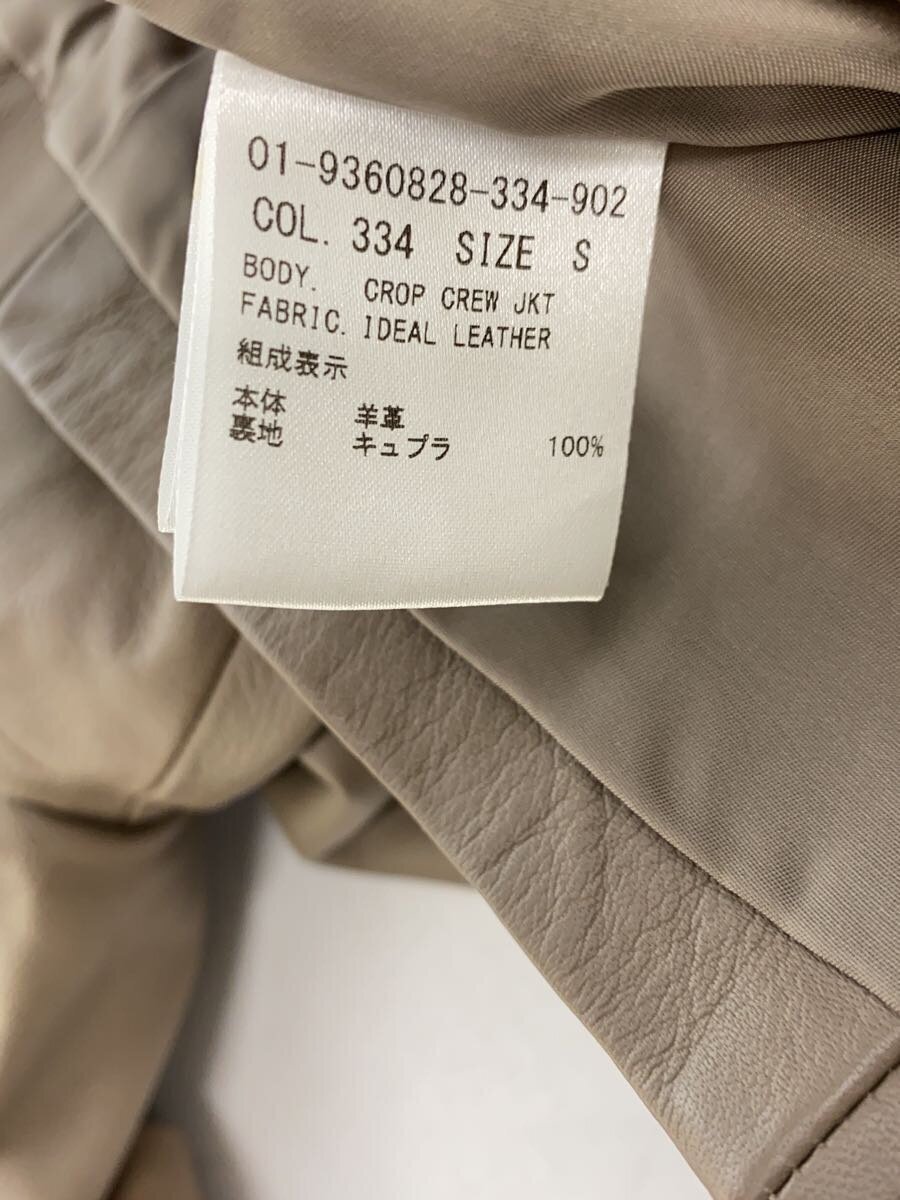 01-9360828-334-902
COL. 334 SIZE S
BODY. CROP CREW JKT
FABRIC. IDEAL LEATHER
組成表示
本体 羊革
裏地 キュプラ 100%